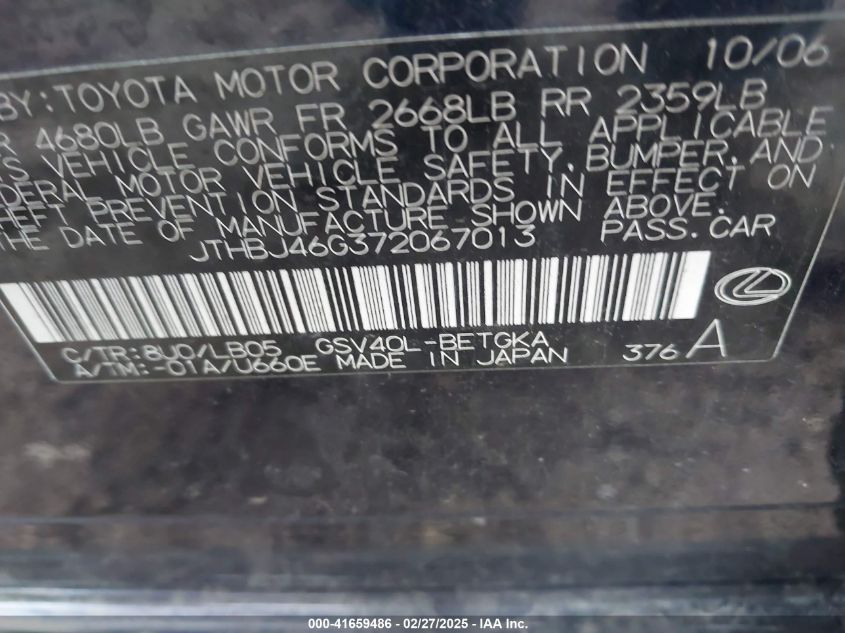 BY:TOYOTA MOTOR CORPORATION 10/06
4680LB GAWR FR 2668LB RR 2359LB
VEHICLE CONFORMS TO ALL APPLICABLE
MOTOR VEHICLE SAFETY, BUMPER, AND
PREVENTION STANDARDS IN EFFECT ON
THE DATE OF MANUFACTURE SHOWN ABOVE.
JTHBJ46G372067013 PASS. CAR
C/TR:8U0/LB05 GSV40L-BETGKA
A/TM:-01A/U660E MADE IN JAPAN 376 A
000-41659486 - 02/27/2025 - IAA Inc.